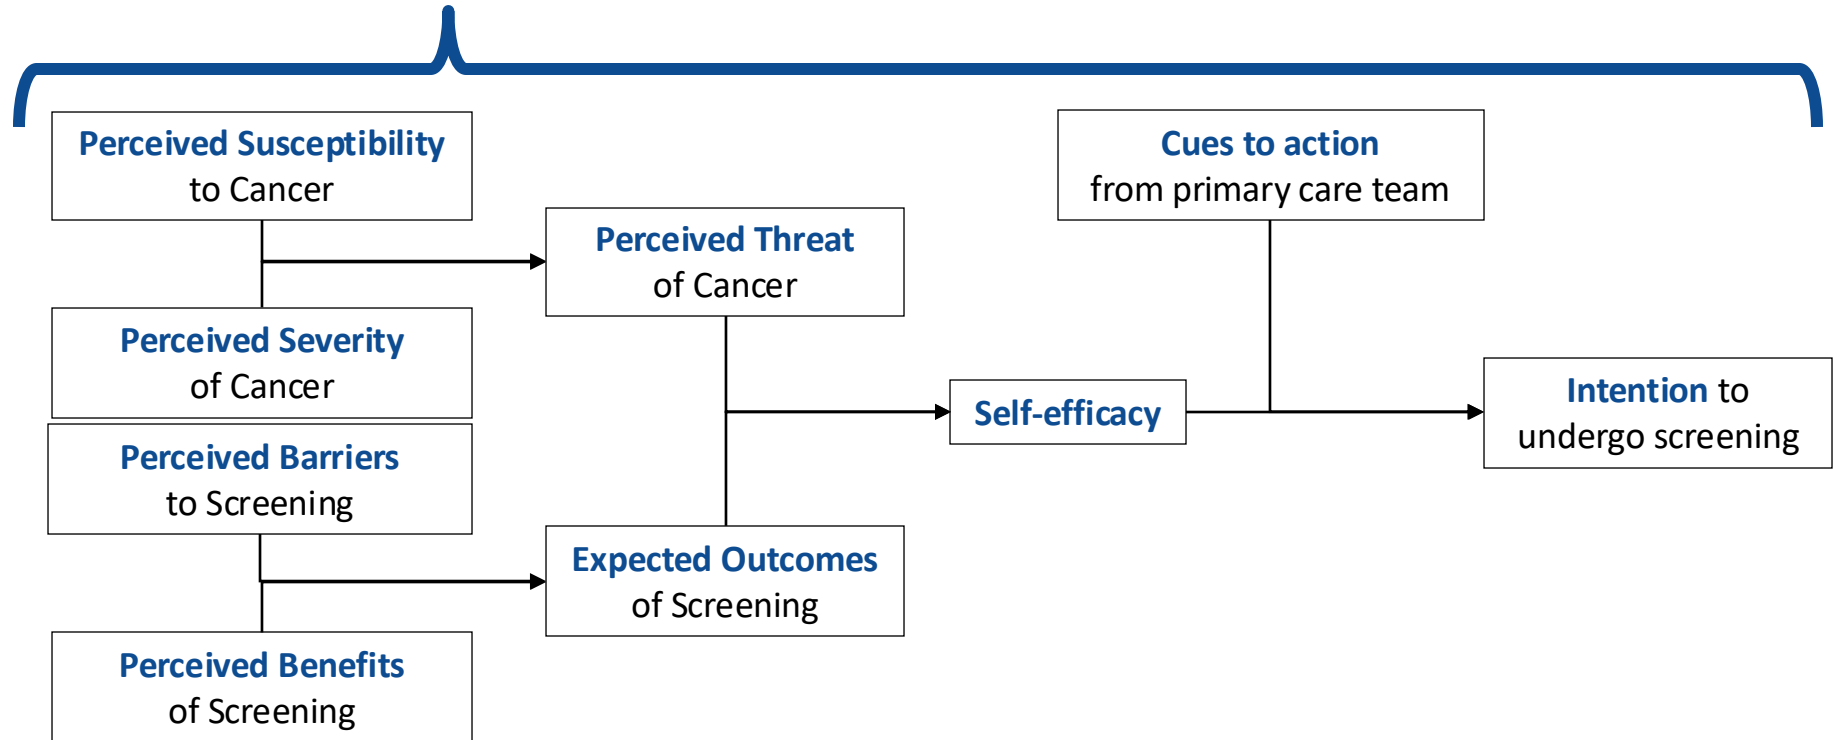 Perceived Susceptibility
to Cancer
Cues to action
from primary care team
Perceived Threat
of Cancer
Perceived Severity
of Cancer
Intention to
undergo screening
Self-efficacy
Perceived Barriers
to Screening
Expected Outcomes
of Screening
Perceived Benefits
of Screening